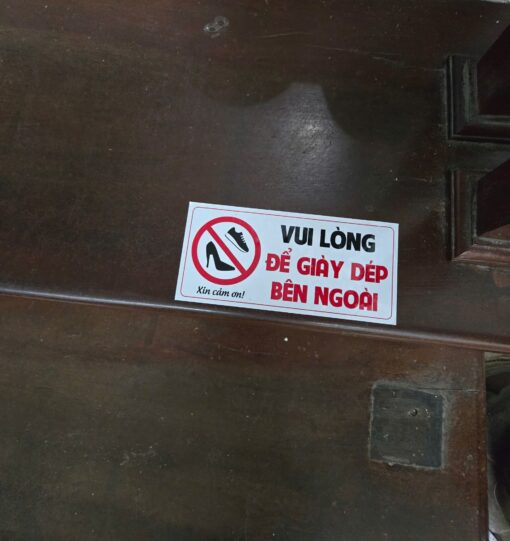 VUI LÒNG
ĐỂ GIÀY DÉP
BÊN NGOÀI
Xin cảm ơn!